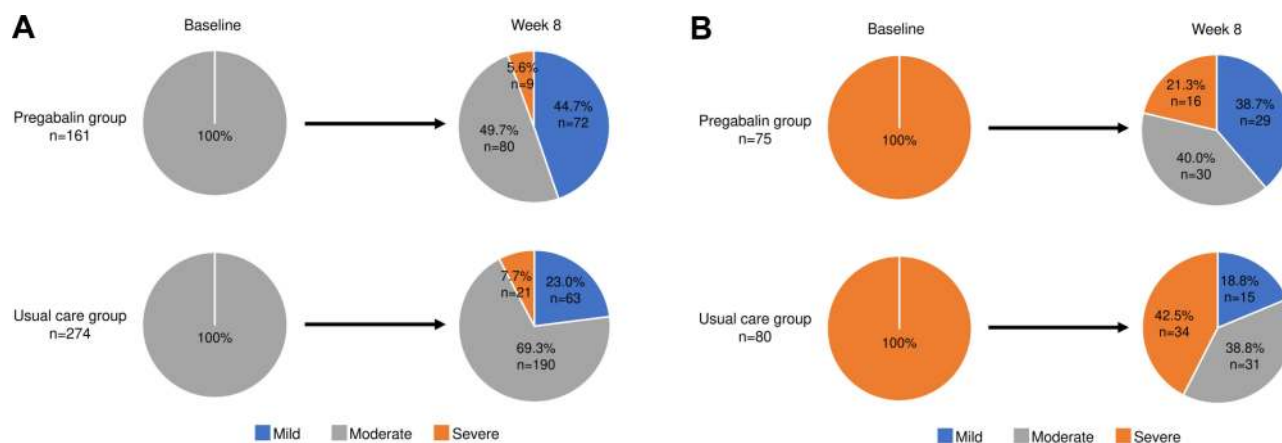 A
Baseline
Week 8
Pregabalin group
n=161
100%
5.6%
n=9
44.7%
n=72
49.7%
n=80
Usual care group
n=274
100%
7.7%
n=21
23.0%
n=63
69.3%
n=190
Mild
Moderate
Severe
B
Baseline
Week 8
Pregabalin group
n=75
100%
21.3%
n=16
38.7%
n=29
40.0%
n=30
Usual care group
n=80
100%
18.8%
n=15
42.5%
n=34
38.8%
n=31
Mild
Moderate
Severe